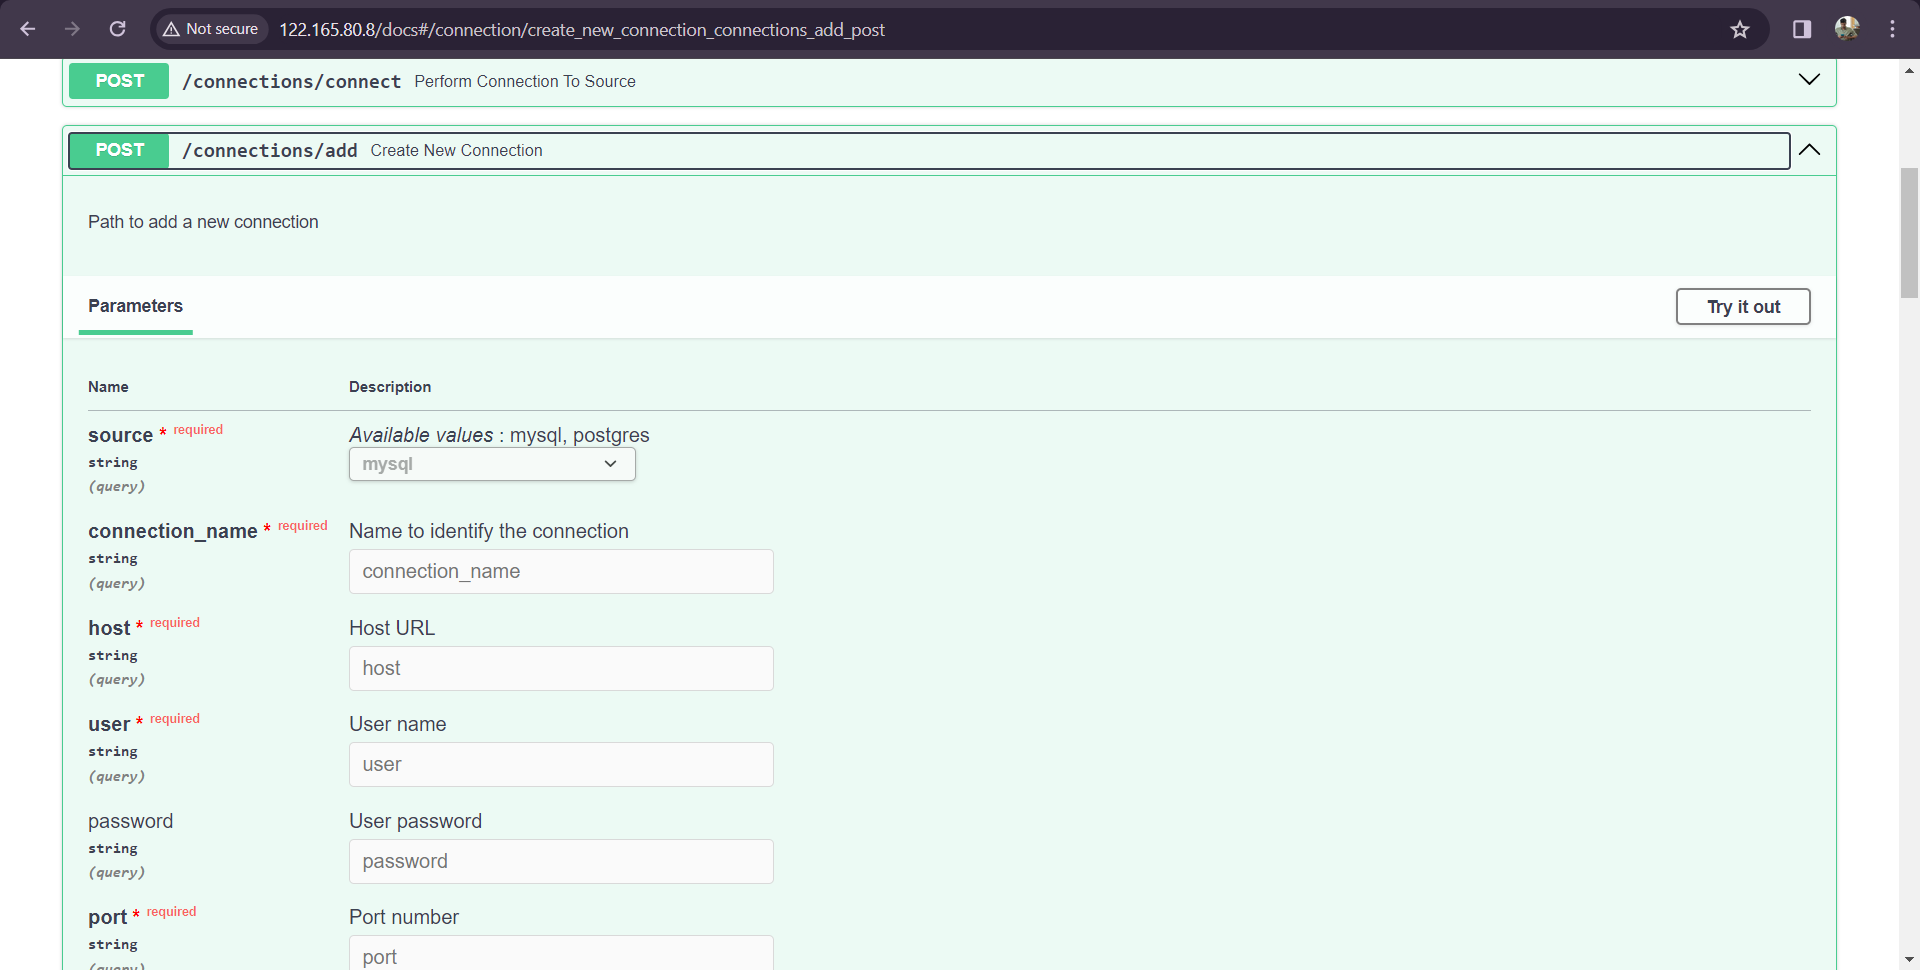 Not secure 122.165.80.8/docs#/connection/create_new_connection_connections_add_post
POST /connections/connect Perform Connection To Source
POST /connections/add Create New Connection
Path to add a new connection
Parameters Try it out
Name Description
source * required Available values : mysql, postgres
string mysql
(query)
connection_name * required Name to identify the connection
string connection_name
(query)
host * required Host URL
string host
(query)
user * required User name
string user
(query)
password User password
string password
(query)
port * required Port number
string port
(query)